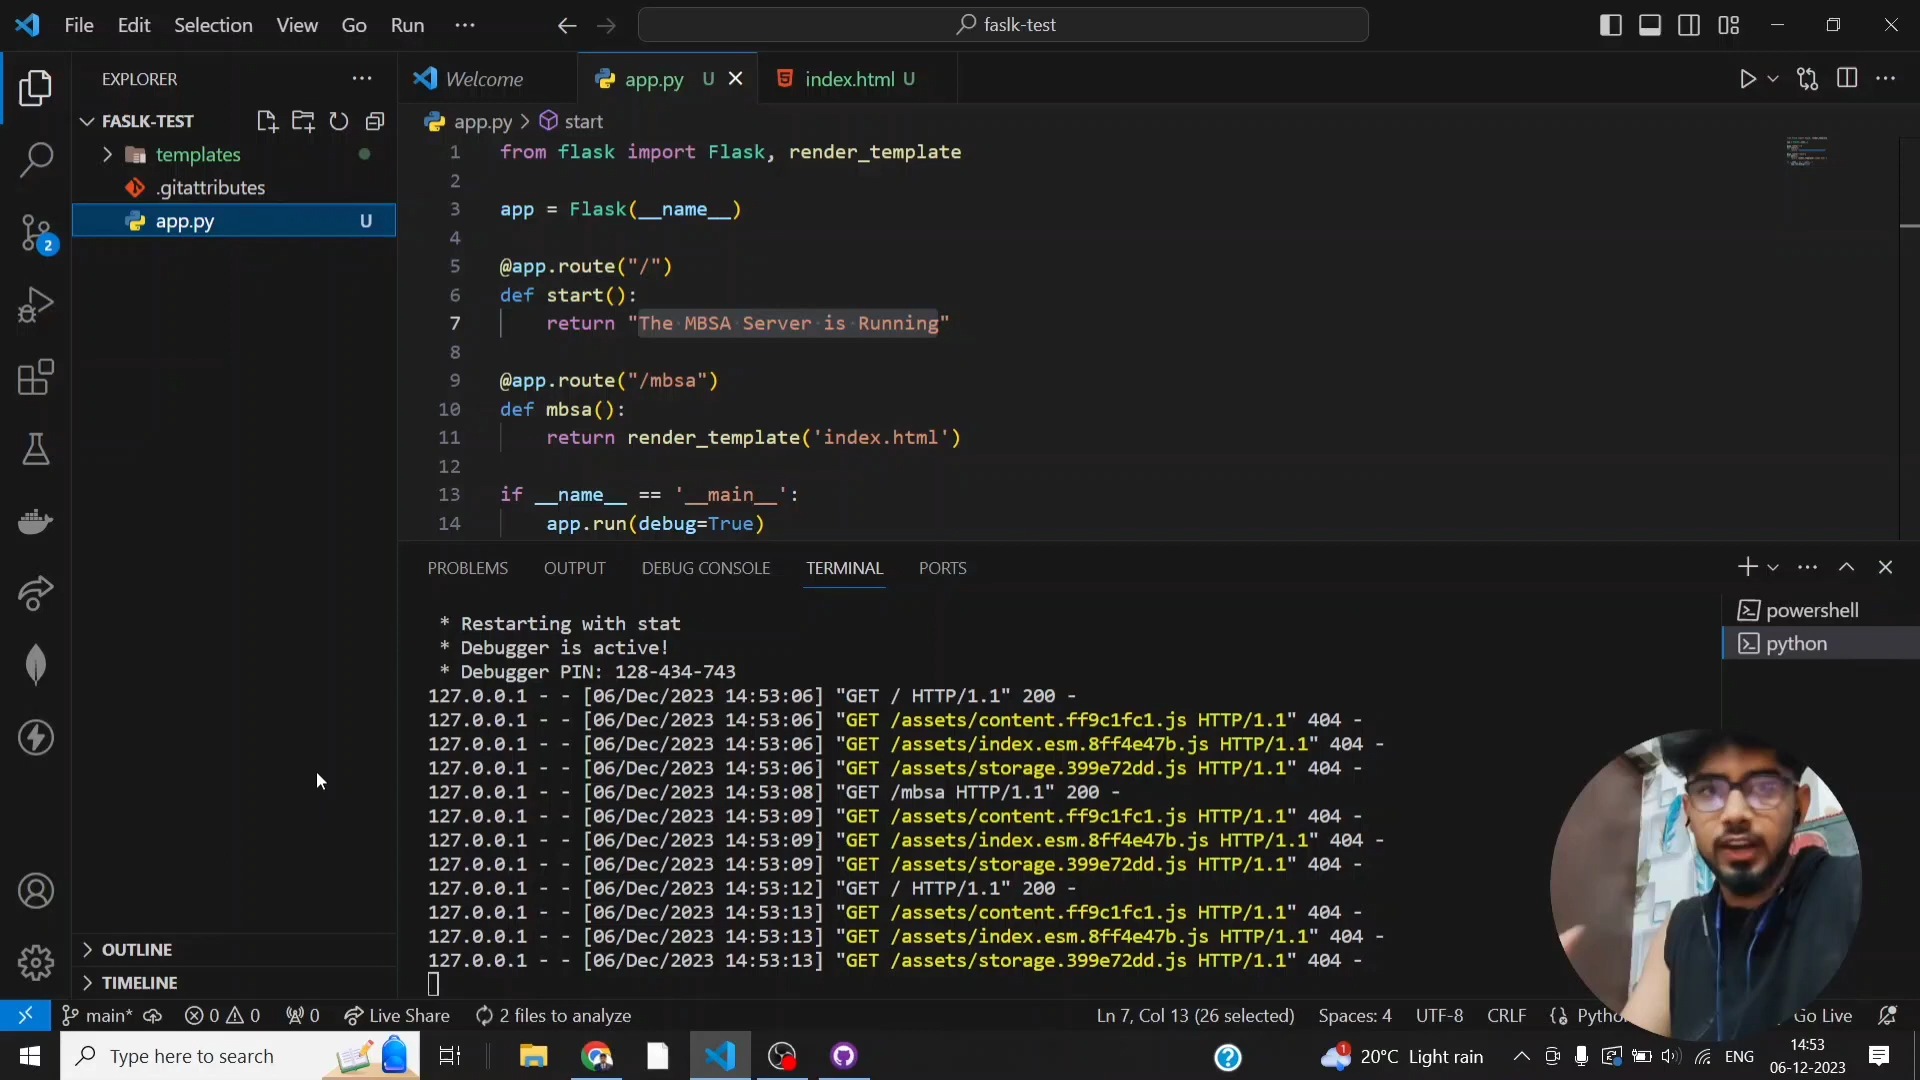 File Edit Selection View Go Run ...
faslk-test
EXPLORER
FASLK-TEST
templates
.gitattributes
app.py U
OUTLINE
TIMELINE
Welcome
app.py U
index.html U
app.py > start
1 from flask import Flask, render_template
2
3 app = Flask(__name__)
4
5 @app.route("/")
6 def start():
7 return "The MBSA Server is Running"
8
9 @app.route("/mbsa")
10 def mbsa():
11 return render_template('index.html')
12
13 if __name__ == '__main__':
14 app.run(debug=True)
PROBLEMS OUTPUT DEBUG CONSOLE TERMINAL PORTS
powershell
python
* Restarting with stat
* Debugger is active!
* Debugger PIN: 128-434-743
127.0.0.1 - - [06/Dec/2023 14:53:06] "GET / HTTP/1.1" 200 -
127.0.0.1 - - [06/Dec/2023 14:53:06] "GET /assets/content.ff9c1fc1.js HTTP/1.1" 404 -
127.0.0.1 - - [06/Dec/2023 14:53:06] "GET /assets/index.esm.8ff4e47b.js HTTP/1.1" 404 -
127.0.0.1 - - [06/Dec/2023 14:53:06] "GET /assets/storage.399e72dd.js HTTP/1.1" 404 -
127.0.0.1 - - [06/Dec/2023 14:53:08] "GET /mbsa HTTP/1.1" 200 -
127.0.0.1 - - [06/Dec/2023 14:53:09] "GET /assets/content.ff9c1fc1.js HTTP/1.1" 404 -
127.0.0.1 - - [06/Dec/2023 14:53:09] "GET /assets/index.esm.8ff4e47b.js HTTP/1.1" 404 -
127.0.0.1 - - [06/Dec/2023 14:53:09] "GET /assets/storage.399e72dd.js HTTP/1.1" 404 -
127.0.0.1 - - [06/Dec/2023 14:53:12] "GET / HTTP/1.1" 200 -
127.0.0.1 - - [06/Dec/2023 14:53:13] "GET /assets/content.ff9c1fc1.js HTTP/1.1" 404 -
127.0.0.1 - - [06/Dec/2023 14:53:13] "GET /assets/index.esm.8ff4e47b.js HTTP/1.1" 404 -
127.0.0.1 - - [06/Dec/2023 14:53:13] "GET /assets/storage.399e72dd.js HTTP/1.1" 404 -
2
main* 0 0 0 Live Share 2 files to analyze Ln 7, Col 13 (26 selected) Spaces: 4 UTF-8 CRLF Go Live
Type here to search
1 20°C Light rain ENG
14:53
06-12-2023